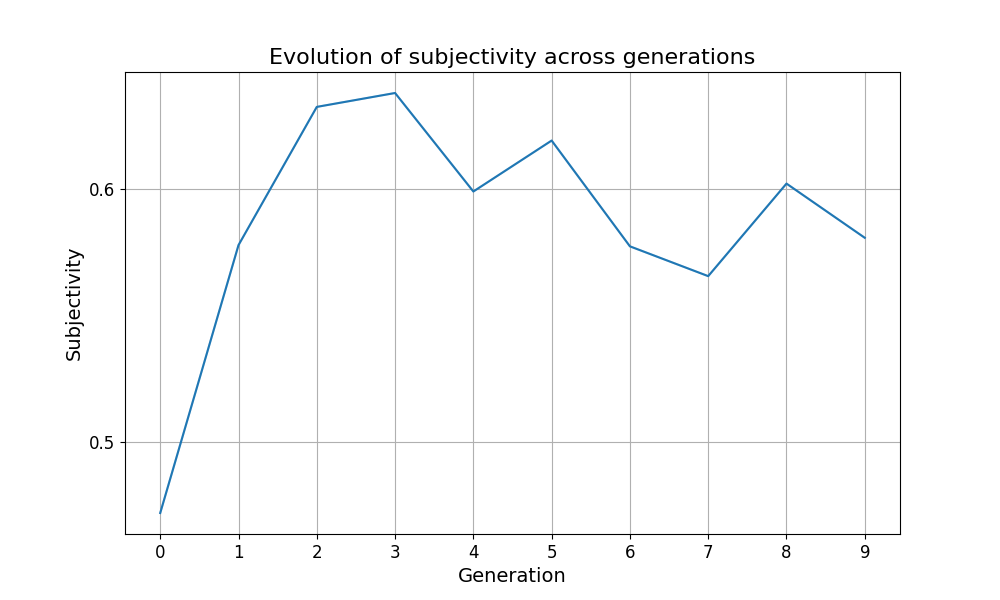 Evolution of subjectivity across generations
0.6
0.5
Subjectivity
0 1 2 3 4 5 6 7 8 9
Generation